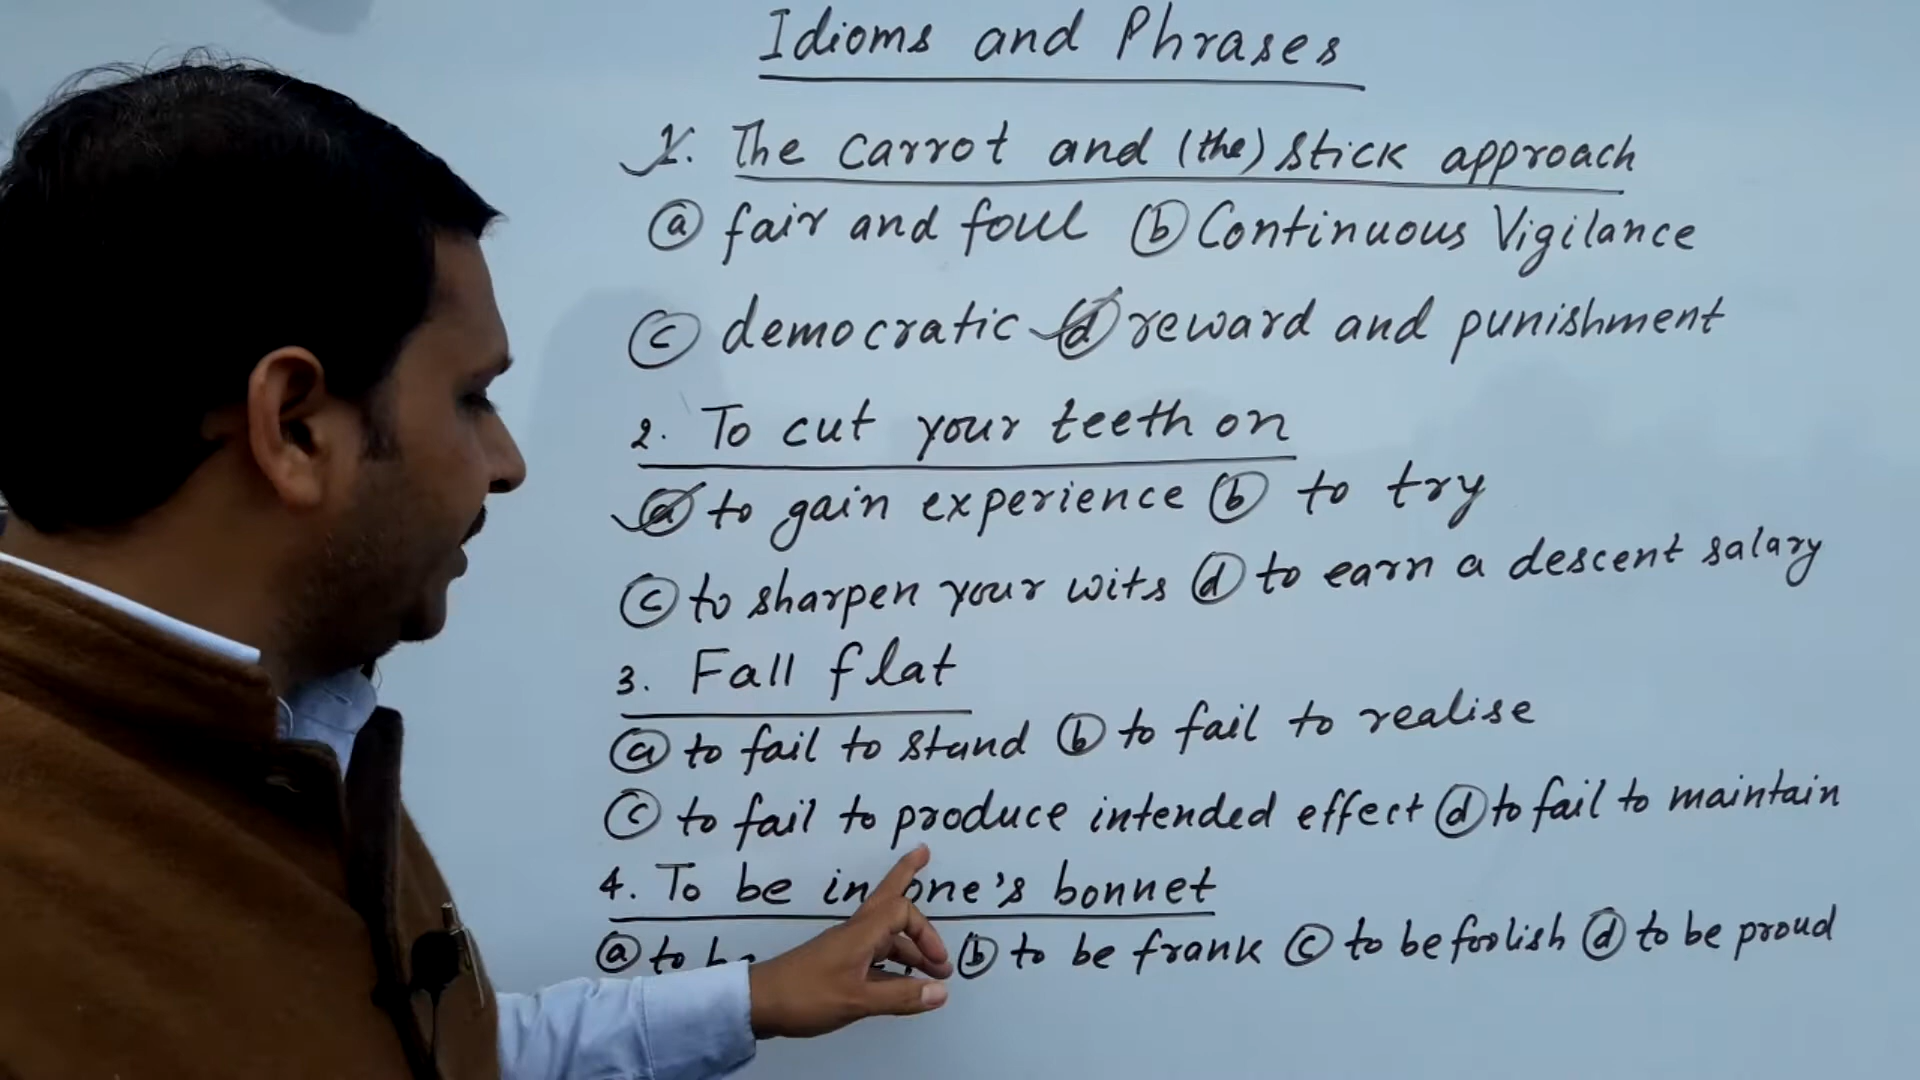 Idioms and Phrases
1. The carrot and (the) stick approach
(a) fair and foul (b) Continuous Vigilance
(c) democratic (d) reward and punishment
2. To cut your teeth on
(a) to gain experience (b) to try
(c) to sharpen your wits (d) to earn a descent salary
3. Fall flat
(a) to fail to stand (b) to fail to realise
(c) to fail to produce intended effect (d) to fail to maintain
4. To be in one's bonnet
(a) to (b) to be frank (c) to be foolish (d) to be proud